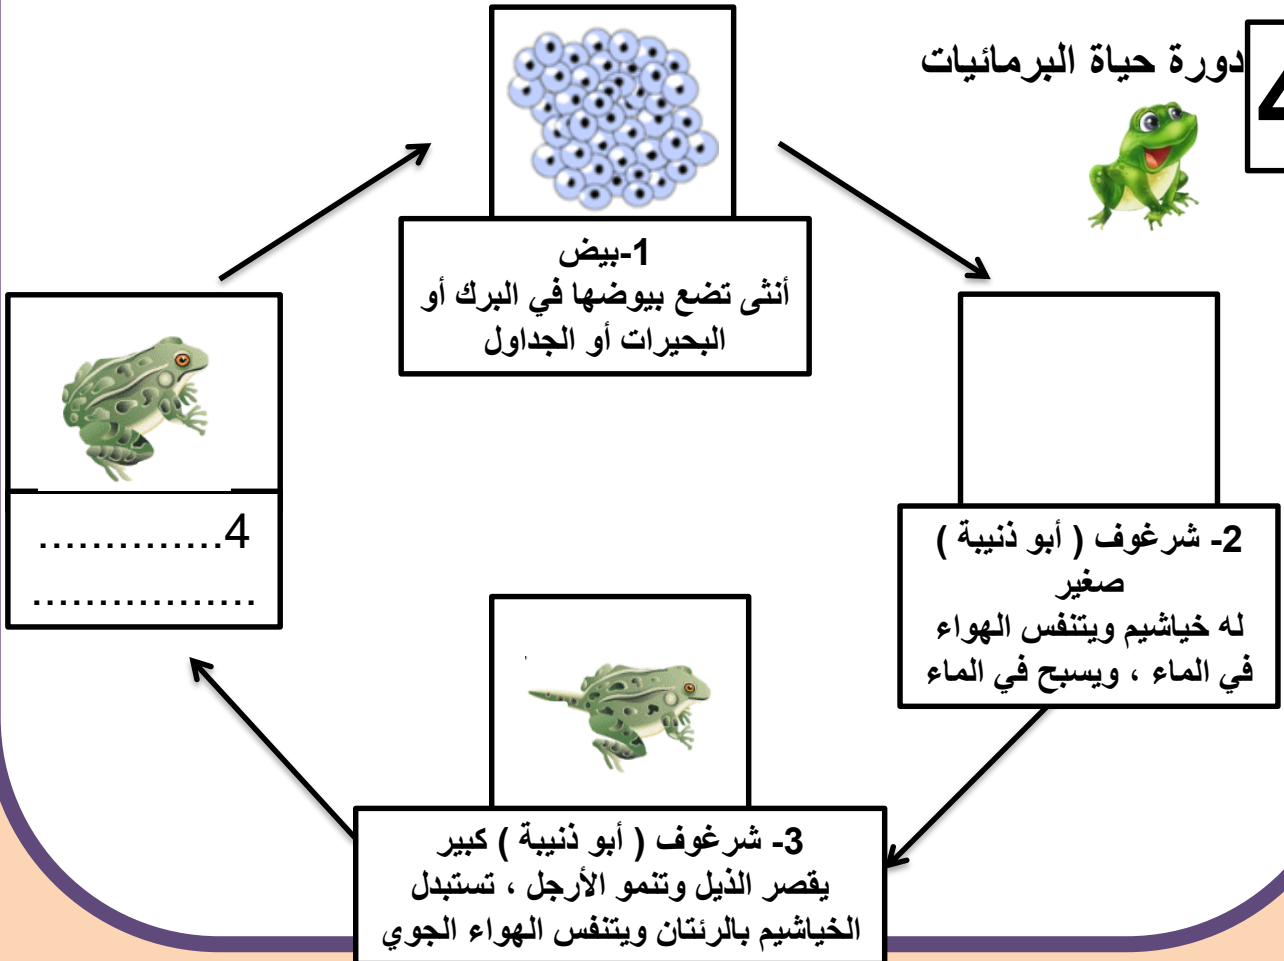 دورة حياة البرمائيات
4
1-بيض
أنثى تضع بيوضها في البرك أو
البحيرات أو الجداول
2- شرغوف ( أبو ذنيبة )
صغير
له خياشيم ويتنفس الهواء
في الماء ، ويسبح في الماء
3- شرغوف ( أبو ذنيبة ) كبير
يقصر الذيل وتنمو الأرجل ، تستبدل
الخياشيم بالرئتان ويتنفس الهواء الجوي
4..............
.................